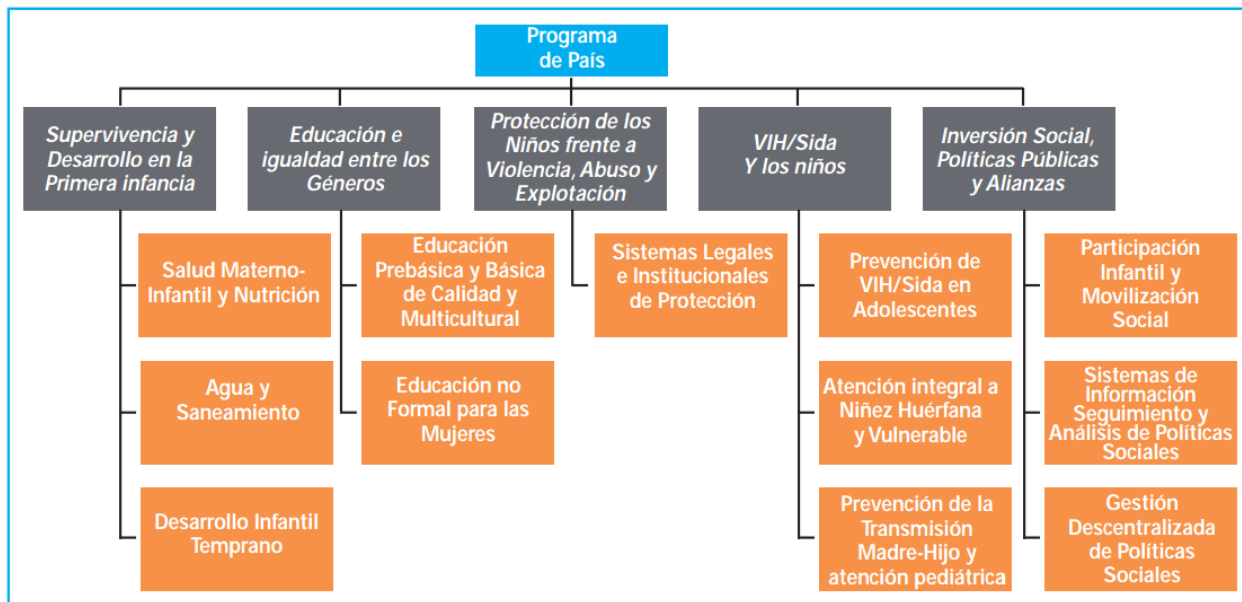 Programa
de País
Supervivencia y
Desarrollo en la
Primera infancia
Educación e
igualdad entre los
Géneros
Protección de los
Niños frente a
Violencia, Abuso y
Explotación
VIH/Sida
Y los niños
Inversión Social,
Políticas Públicas
y Alianzas
Salud Materno-
Infantil y Nutrición
Agua y
Saneamiento
Desarrollo Infantil
Temprano
Educación
Prebásica y Básica
de Calidad y
Multicultural
Educación no
Formal para las
Mujeres
Sistemas Legales
e Institucionales
de Protección
Prevención de
VIH/Sida en
Adolescentes
Atención integral a
Niñez Huérfana
y Vulnerable
Prevención de la
Transmisión
Madre-Hijo y
atención pediátrica
Participación
Infantil y
Movilización
Social
Sistemas de
Información
Seguimiento y
Análisis de Políticas
Sociales
Gestión
Descentralizada
de Políticas
Sociales